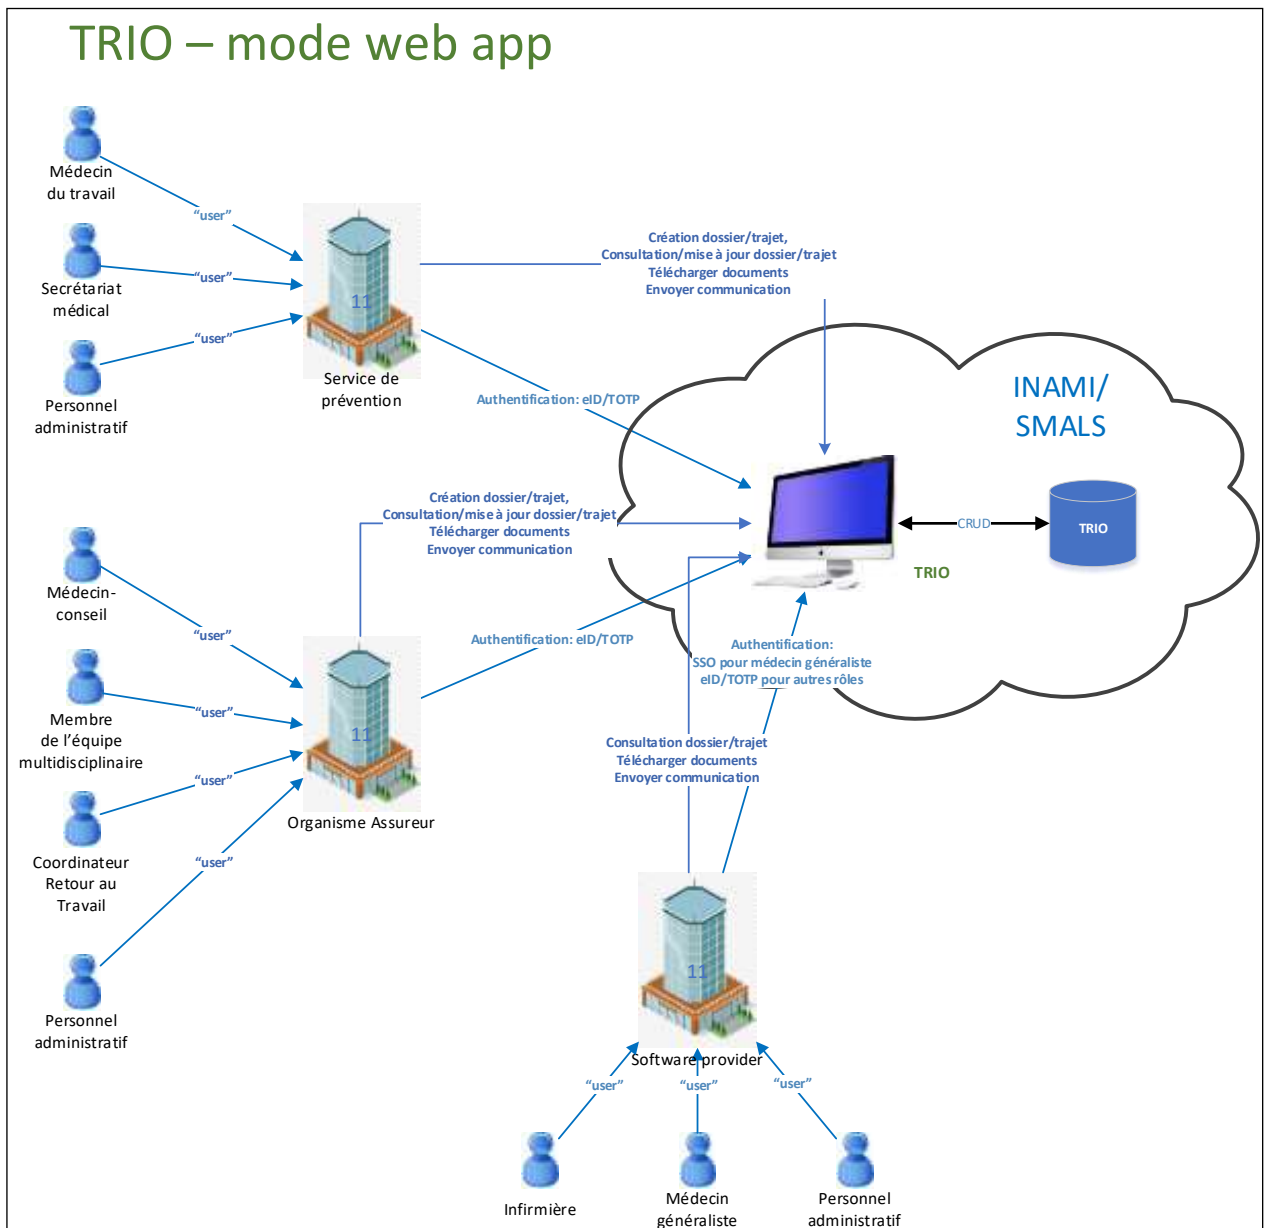 TRIO – mode web app
Médecin
du travail
"user"
Secrétariat
médical
"user"
Personnel
administratif
"user"
11
Service de
prévention
Création dossier/trajet,
Consultation/mise à jour dossier/trajet
Télécharger documents
Envoyer communication
Authentification: eID/TOTP
INAMI/
SMALS
TRIO
CRUD
TRIO
Création dossier/trajet,
Consultation/mise à jour dossier/trajet
Télécharger documents
Envoyer communication
Médecin-
conseil
"user"
Membre
de l'équipe
multidisciplinaire
"user"
Coordinateur
Retour au
Travail
"user"
Personnel
administratif
"user"
11
Organisme Assureur
Authentification: eID/TOTP
Authentification:
SSO pour médecin généraliste
eID/TOTP pour autres rôles
Consultation dossier/trajet
Télécharger documents
Envoyer communication
11
Software provider
"user"
"user"
"user"
Infirmière
Médecin
généraliste
Personnel
administratif